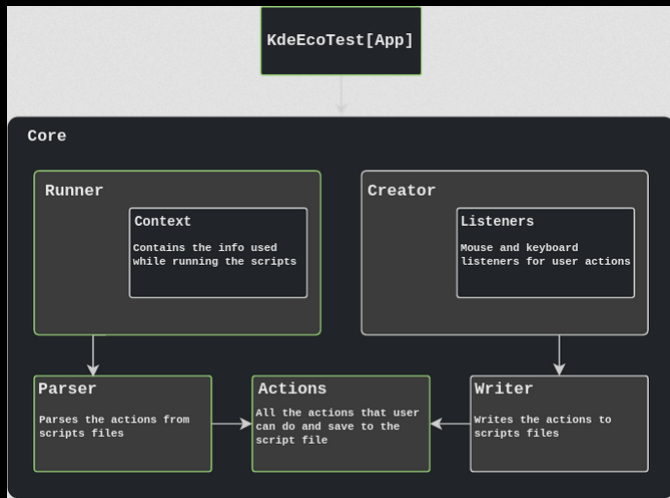 KdeEcoTest[App]
Core
Runner
Context
Contains the info used
while running the scripts
Creator
Listeners
Mouse and keyboard
listeners for user actions
Parser
Parses the actions from
scripts files
Actions
All the actions that user
can do and save to the
script file
Writer
Writes the actions to
scripts files